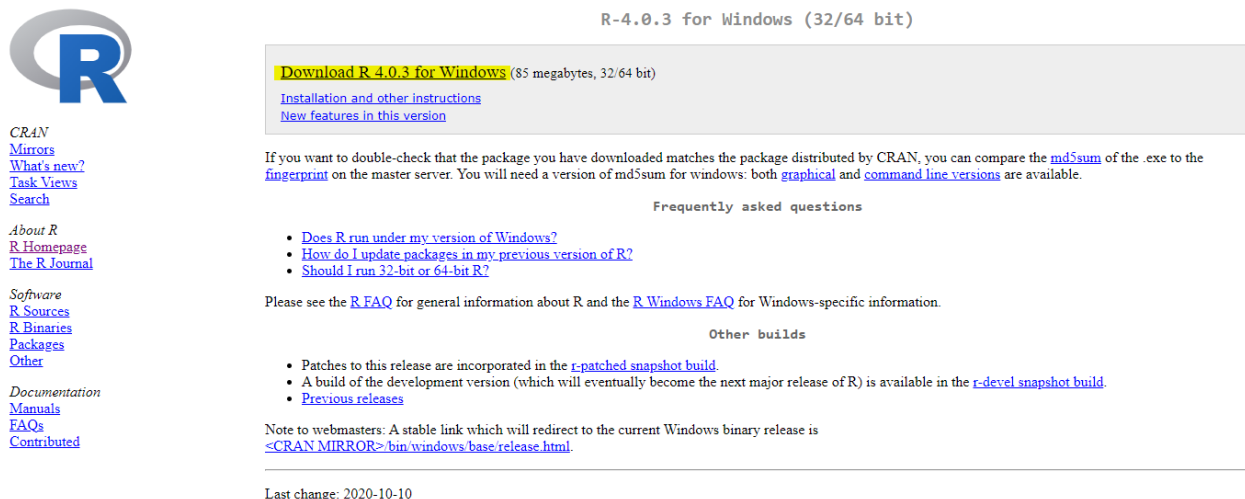 R
CRAN
Mirrors
What's new?
Task Views
Search
About R
R Homepage
The R Journal
Software
R Sources
R Binaries
Packages
Other
Documentation
Manuals
FAQs
Contributed
R-4.0.3 for Windows (32/64 bit)
Download R 4.0.3 for Windows (85 megabytes, 32/64 bit)
Installation and other instructions
New features in this version
If you want to double-check that the package you have downloaded matches the package distributed by CRAN, you can compare the md5sum of the .exe to the
fingerprint on the master server. You will need a version of md5sum for windows: both graphical and command line versions are available.
Frequently asked questions
• Does R run under my version of Windows?
• How do I update packages in my previous version of R?
• Should I run 32-bit or 64-bit R?
Please see the R FAQ for general information about R and the R Windows FAQ for Windows-specific information.
Other builds
• Patches to this release are incorporated in the r-patched snapshot build.
• A build of the development version (which will eventually become the next major release of R) is available in the r-devel snapshot build.
• Previous releases
Note to webmasters: A stable link which will redirect to the current Windows binary release is
<CRAN MIRROR>/bin/windows/base/release.html.
Last change: 2020-10-10